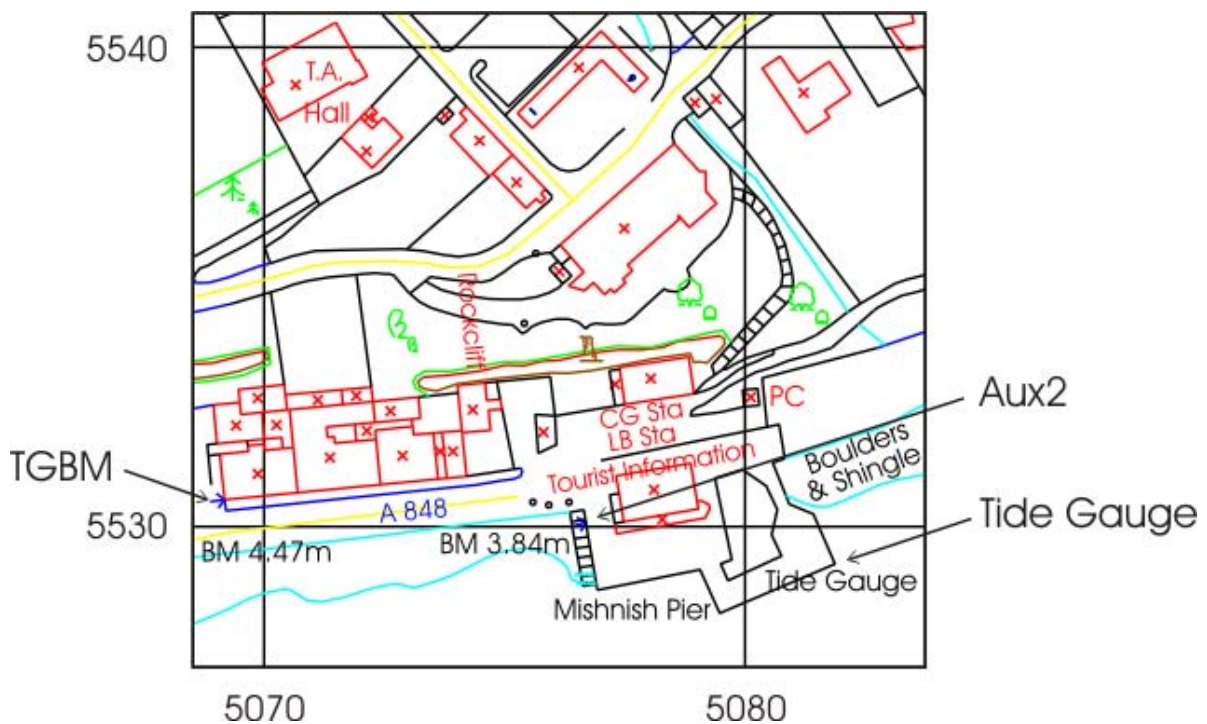 5540
T.A.
Hall
Rockcliff
CG Sta
LB Sta
PC
Aux2
TGBM
Tourist Information
Boulders
& Shingle
A 848
5530
BM 4.47m
BM 3.84m
Tide Gauge
Tide Gauge
Mishnish Pier
5070
5080